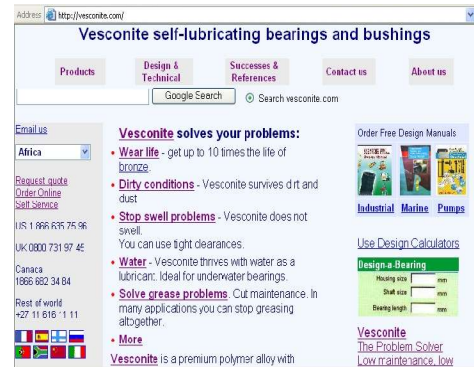 Address http://vesconite.com/
Vesconite self-lubricating bearings and bushings
Products
Design &
Technical
Successes &
References
Contact us
About us
Google Search
Search vesconite.com
Email us
Africa
Request quote
Order Online
Self Service
US 1 866 635 75 96
UK 0800 731 97 45
Canaca
1866 682 34 84
Rest of world
+27 11 616 11 11
Vesconite solves your problems:
• Wear life - get up to 10 times the life of
bronze.
• Dirty conditions - Vesconite survives dirt and
dust
• Stop swell problems - Vesconite does not
swell.
You can use tight clearances.
• Water - Vesconite thrives with water as a
lubricant. Ideal for underwater bearings.
• Solve grease problems. Cut maintenance. In
many applications you can stop greasing
altogether.
• More
Vesconite is a premium polymer alloy with
Order Free Design Manuals
Industrial Marine Pumps
Use Design Calculators
Design-a-Bearing
Housing size mm
Shaft size mm
Bearing length mm
Vesconite
The Problem Solver
Low maintenance, low